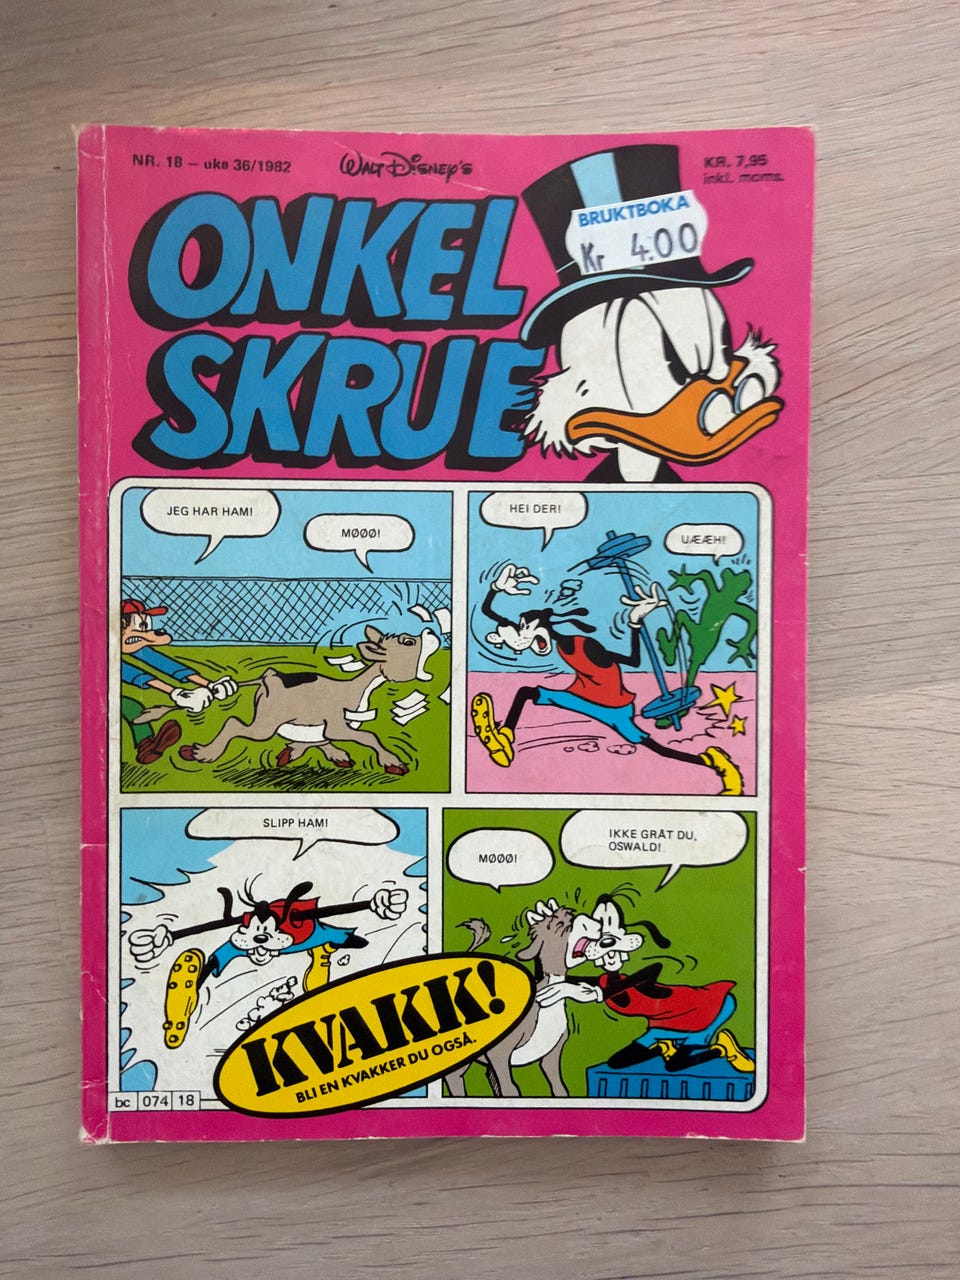 NR. 18 – uke 36/1982
WALT DISNEY'S
KR. 7,95
inkl. moms.
BRUKTBOKA
Kr 4.00
ONKEL
SKRUE
JEG HAR HAM!
MØØØ!
HEI DER!
UÆÆH!
SLIPP HAM!
MØØØ!
IKKE GRÅT DU,
OSWALD!
KVAKK!
BLI EN KVAKKER DU OGSÅ.
bc 074 18